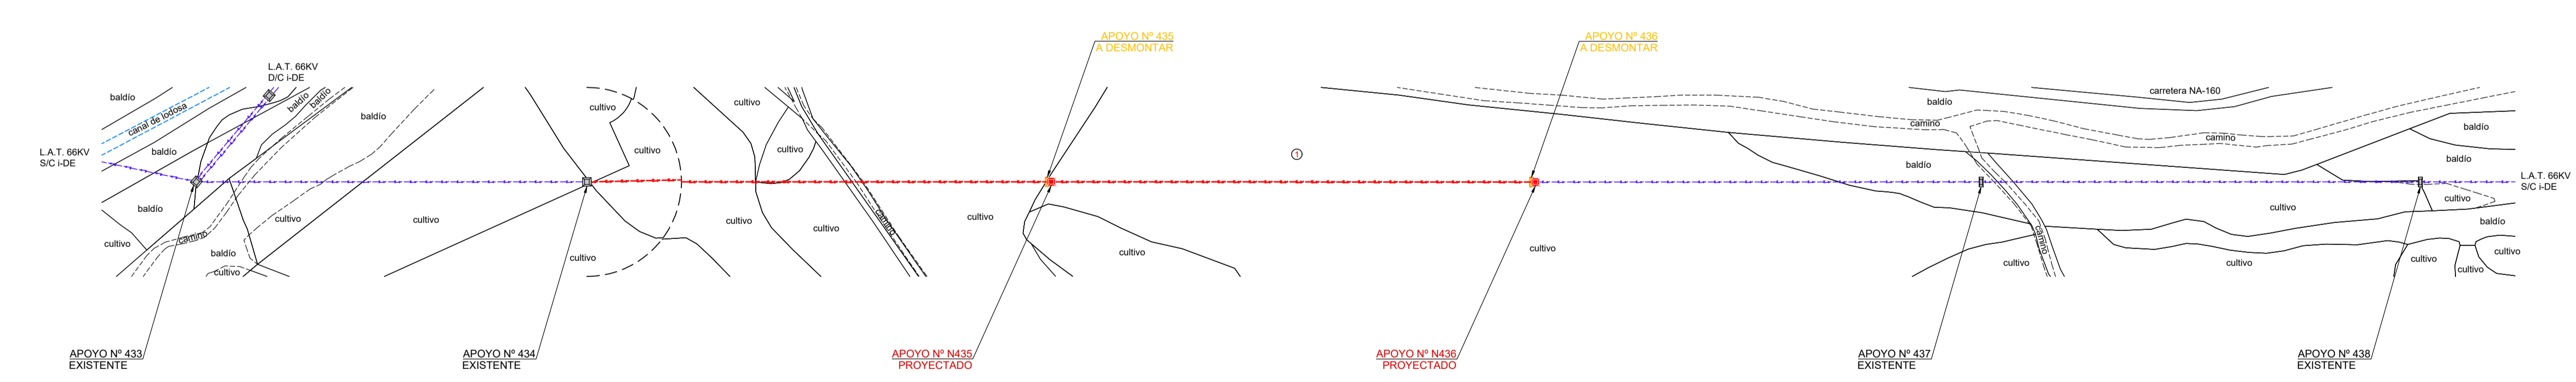 APOYO Nº 435
A DESMONTAR
APOYO Nº 436
A DESMONTAR
L.A.T. 66KV
D/C i-DE
baldío
canal de lodosa
baldío
baldío
baldío
baldío
L.A.T. 66KV
S/C i-DE
baldío
cultivo
camino
cultivo
baldío
cultivo
cultivo
cultivo
cultivo
cultivo
cultivo
cultivo
cultivo
cultivo
camino
cultivo
cultivo
1
cultivo
baldío
carretera NA-160
camino
camino
baldío
baldío
baldío
L.A.T. 66KV
S/C i-DE
cultivo
cultivo
baldío
camino
cultivo
cultivo
cultivo
cultivo
cultivo
APOYO Nº 433
EXISTENTE
APOYO Nº 434
EXISTENTE
APOYO Nº N435
PROYECTADO
APOYO Nº N436
PROYECTADO
APOYO Nº 437
EXISTENTE
APOYO Nº 438
EXISTENTE